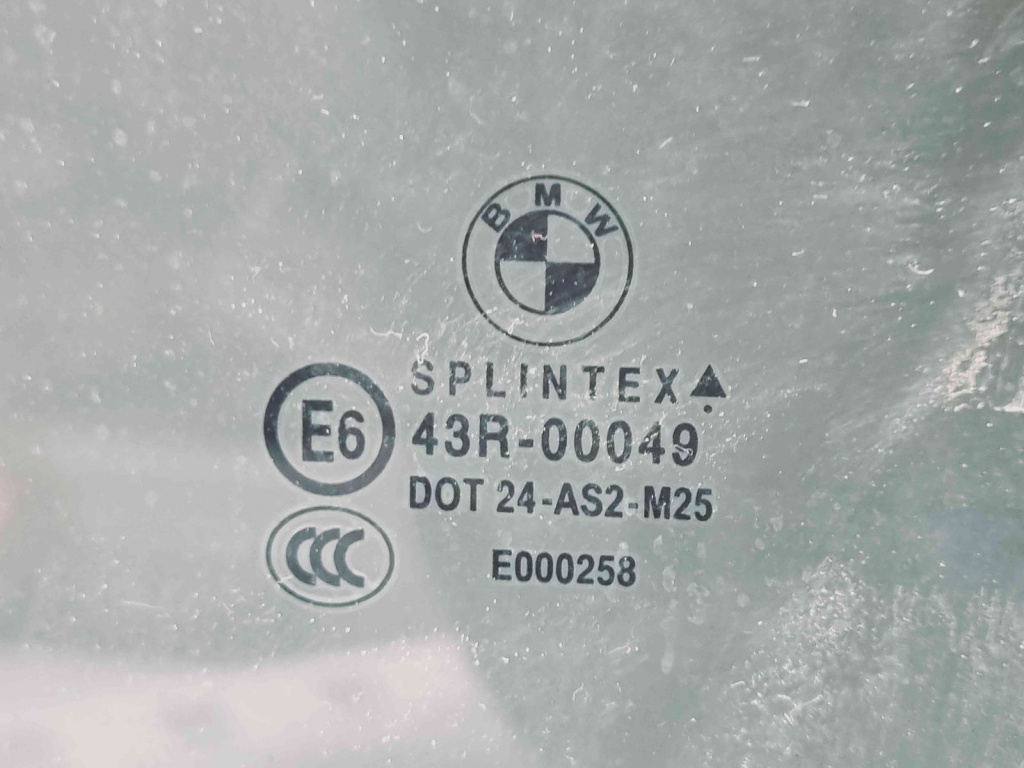 BMW
SPLINTEX
E6
43R-00049
DOT 24-AS2-M25
CCC
E000258